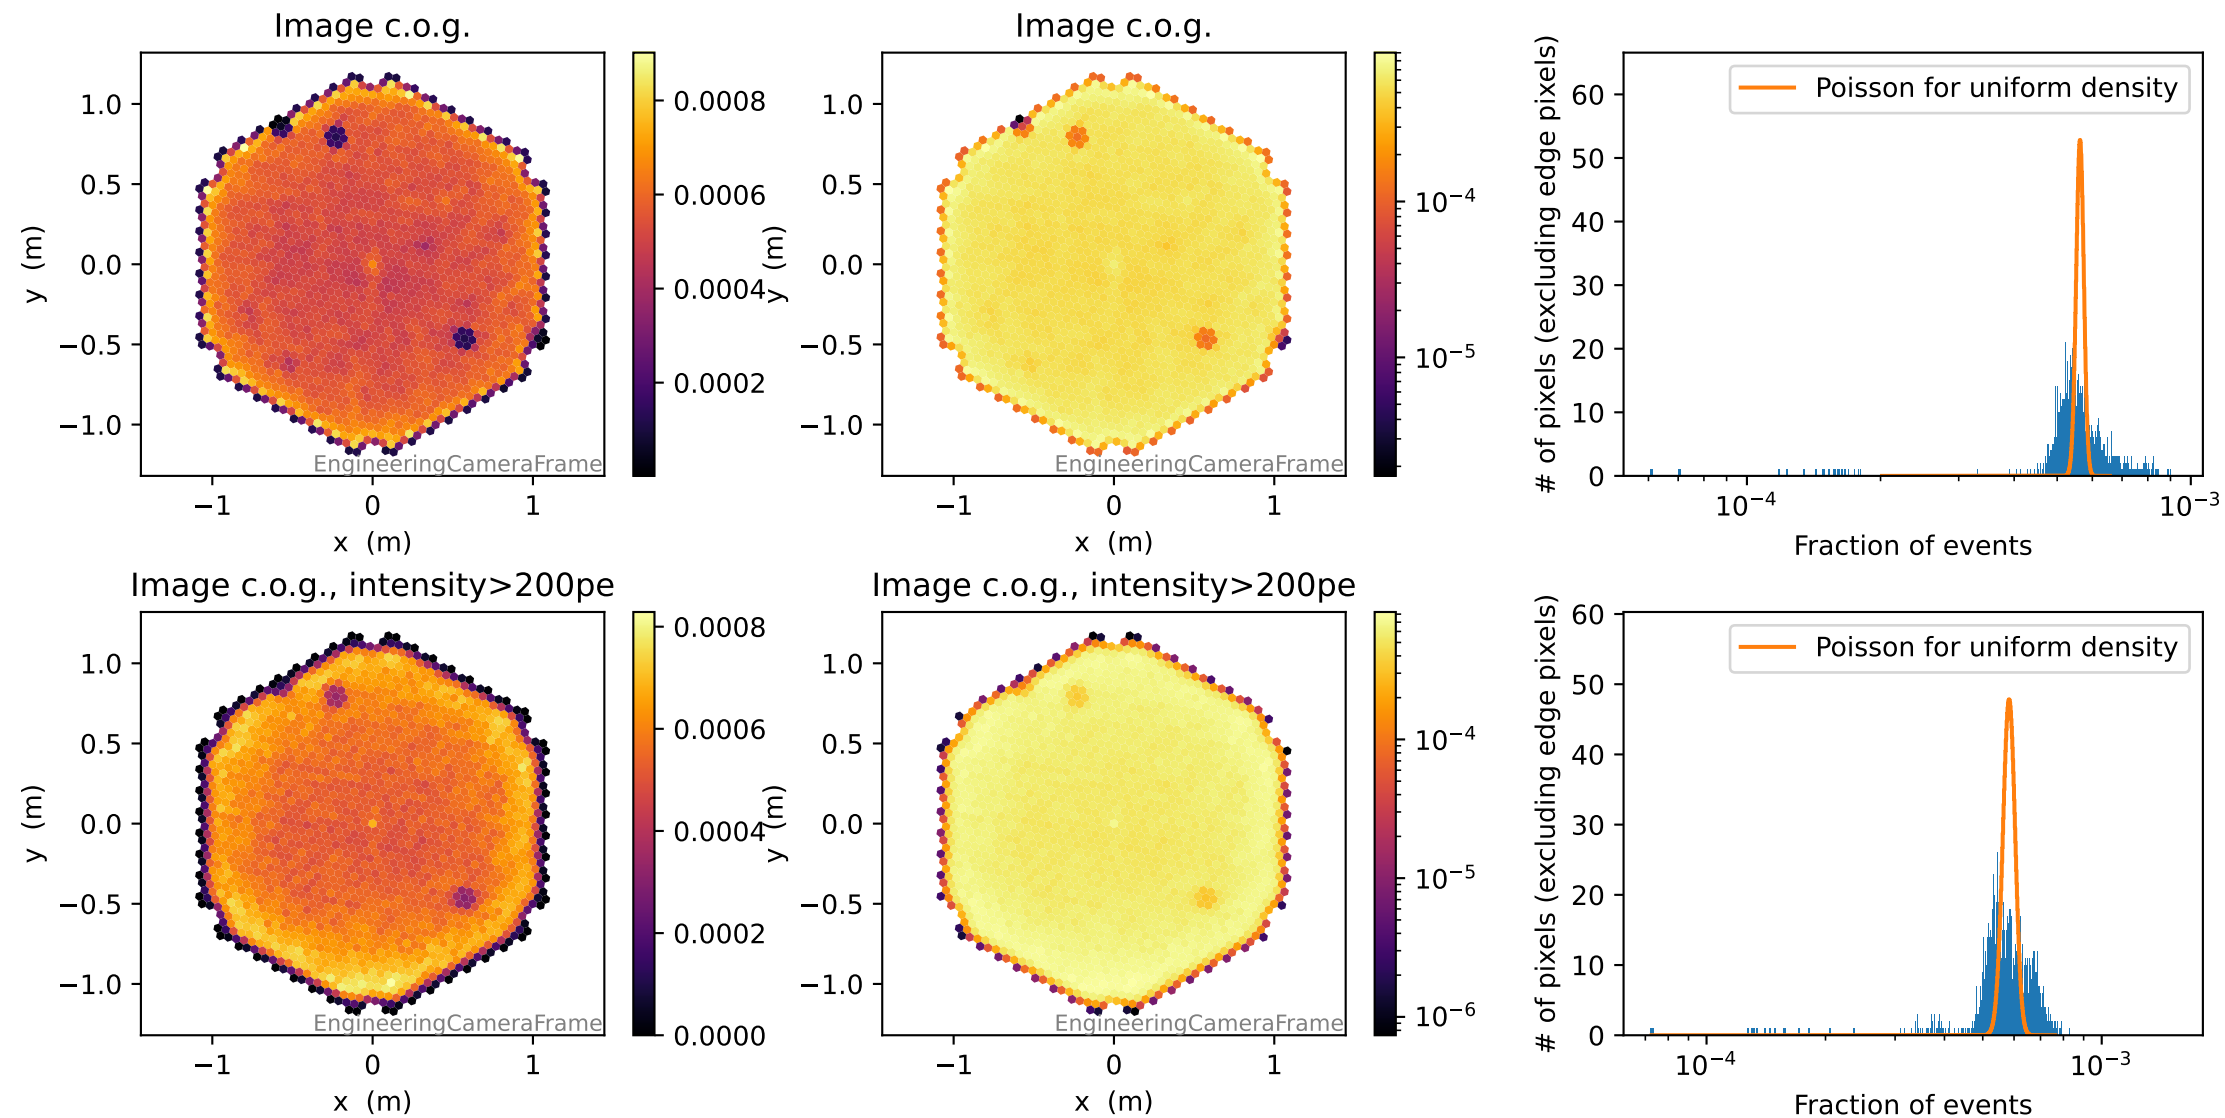 Image c.o.g.
1.0
0.5
0.0
−0.5
−1.0
y (m)
−1
0
1
x (m)
EngineeringCameraFrame
0.0008
0.0006
0.0004
0.0002
Image c.o.g.
1.0
0.5
0.0
−0.5
−1.0
y (m)
−1
0
1
x (m)
EngineeringCameraFrame
10⁻⁴
10⁻⁵
# of pixels (excluding edge pixels)
60
50
40
30
20
10
0
Poisson for uniform density
10⁻⁴
10⁻³
Fraction of events
Image c.o.g., intensity>200pe
1.0
0.5
0.0
−0.5
−1.0
y (m)
−1
0
1
x (m)
EngineeringCameraFrame
0.0008
0.0006
0.0004
0.0002
0.0000
Image c.o.g., intensity>200pe
1.0
0.5
0.0
−0.5
−1.0
y (m)
−1
0
1
x (m)
EngineeringCameraFrame
10⁻⁴
10⁻⁵
10⁻⁶
# of pixels (excluding edge pixels)
60
50
40
30
20
10
0
Poisson for uniform density
10⁻⁴
10⁻³
Fraction of events